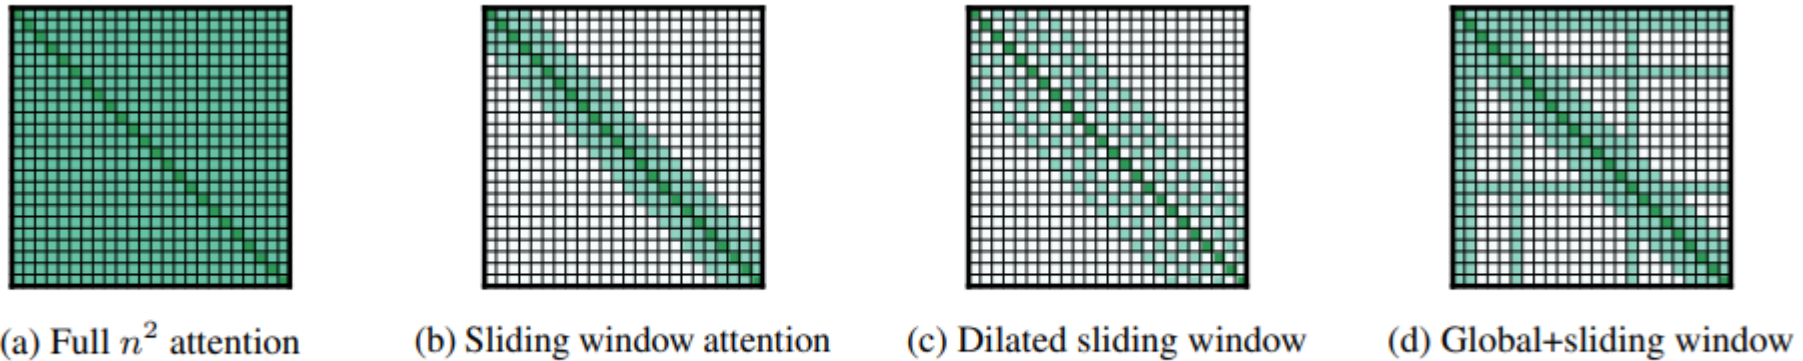 (a) Full n² attention (b) Sliding window attention (c) Dilated sliding window (d) Global+sliding window